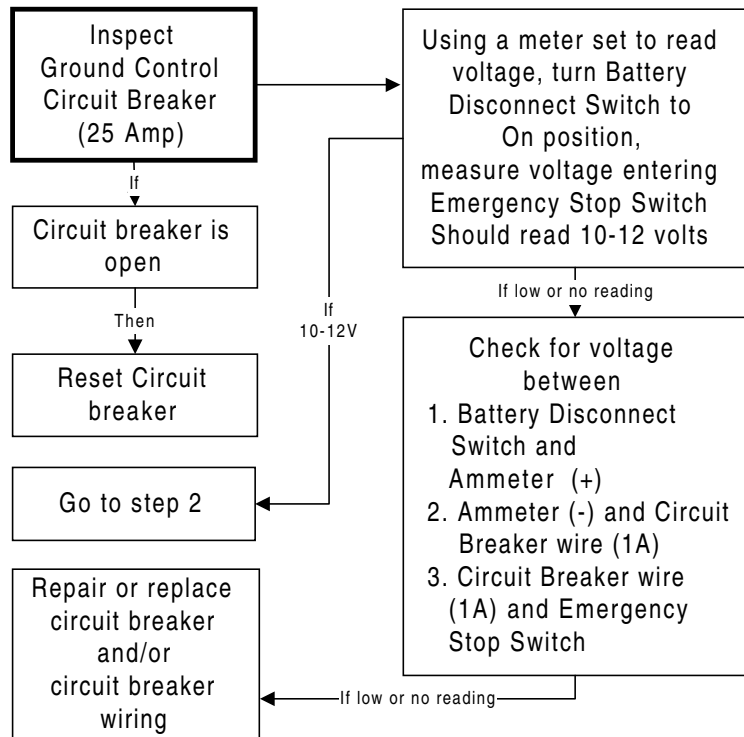 Inspect
Ground Control
Circuit Breaker
(25 Amp)
If
Circuit breaker is
open
Then
Reset Circuit
breaker
Go to step 2
Repair or replace
circuit breaker
and/or
circuit breaker
wiring
Using a meter set to read
voltage, turn Battery
Disconnect Switch to
On position,
measure voltage entering
Emergency Stop Switch
Should read 10-12 volts
If
10-12V
If low or no reading
Check for voltage
between
1. Battery Disconnect
Switch and
Ammeter (+)
2. Ammeter (-) and Circuit
Breaker wire (1A)
3. Circuit Breaker wire
(1A) and Emergency
Stop Switch
If low or no reading